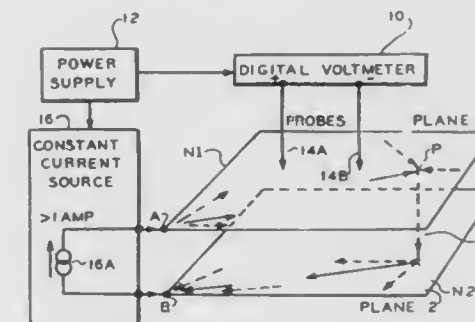 12
10
POWER
SUPPLY
DIGITAL VOLTMETER
+
-
16
CONSTANT
CURRENT
SOURCE
N1
PROBES
PLANE
14A
14B
P
>1 AMP
A
16A
B
N2
PLANE 2